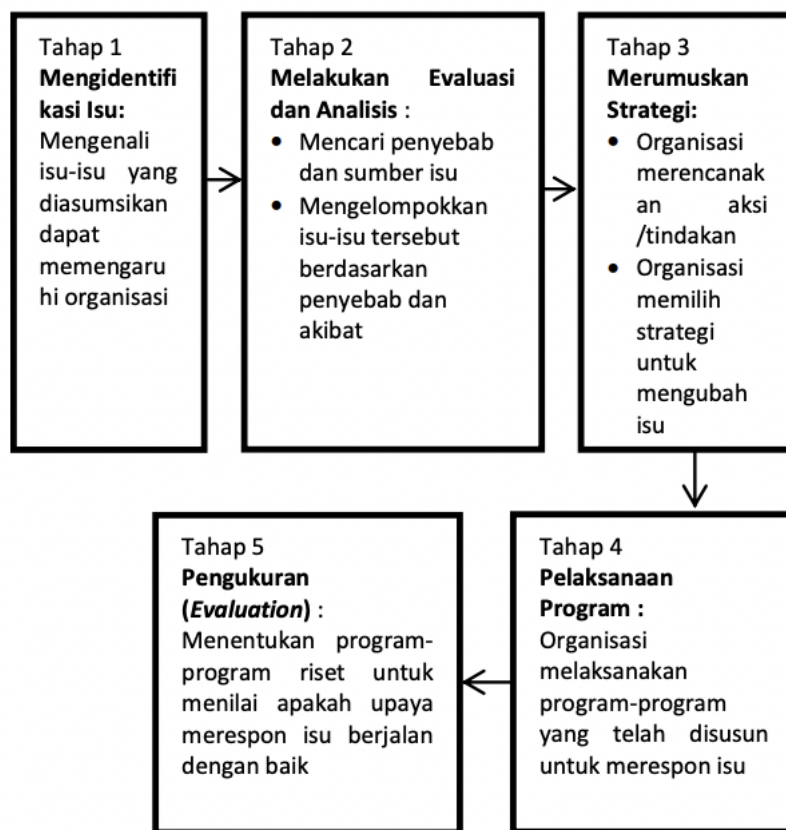 Tahap 1
Mengidentifi
kasi Isu:
Mengenali
isu-isu yang
diasumsikan
dapat
memengaru
hi organisasi
Tahap 2
Melakukan Evaluasi
dan Analisis :
• Mencari penyebab
dan sumber isu
• Mengelompokkan
isu-isu tersebut
berdasarkan
penyebab dan
akibat
Tahap 3
Merumuskan
Strategi:
• Organisasi
merencanak
an aksi
/tindakan
• Organisasi
memilih
strategi
untuk
mengubah
isu
Tahap 4
Pelaksanaan
Program :
Organisasi
melaksanakan
program-program
yang telah disusun
untuk merespon isu
Tahap 5
Pengukuran
(Evaluation) :
Menentukan program-
program riset untuk
menilai apakah upaya
merespon isu berjalan
dengan baik